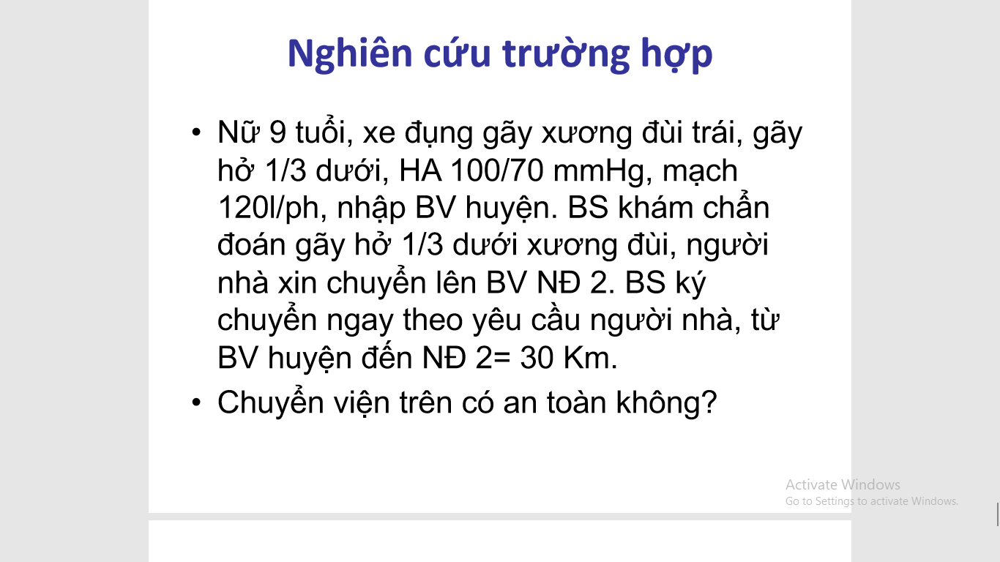 Nghiên cứu trường hợp
• Nữ 9 tuổi, xe đụng gãy xương đùi trái, gãy
hở 1/3 dưới, HA 100/70 mmHg, mạch
120l/ph, nhập BV huyện. BS khám chẩn
đoán gãy hở 1/3 dưới xương đùi, người
nhà xin chuyển lên BV NĐ 2. BS ký
chuyển ngay theo yêu cầu người nhà, từ
BV huyện đến NĐ 2= 30 Km.
• Chuyển viện trên có an toàn không?
Activate Windows
Go to Settings to activate Windows.